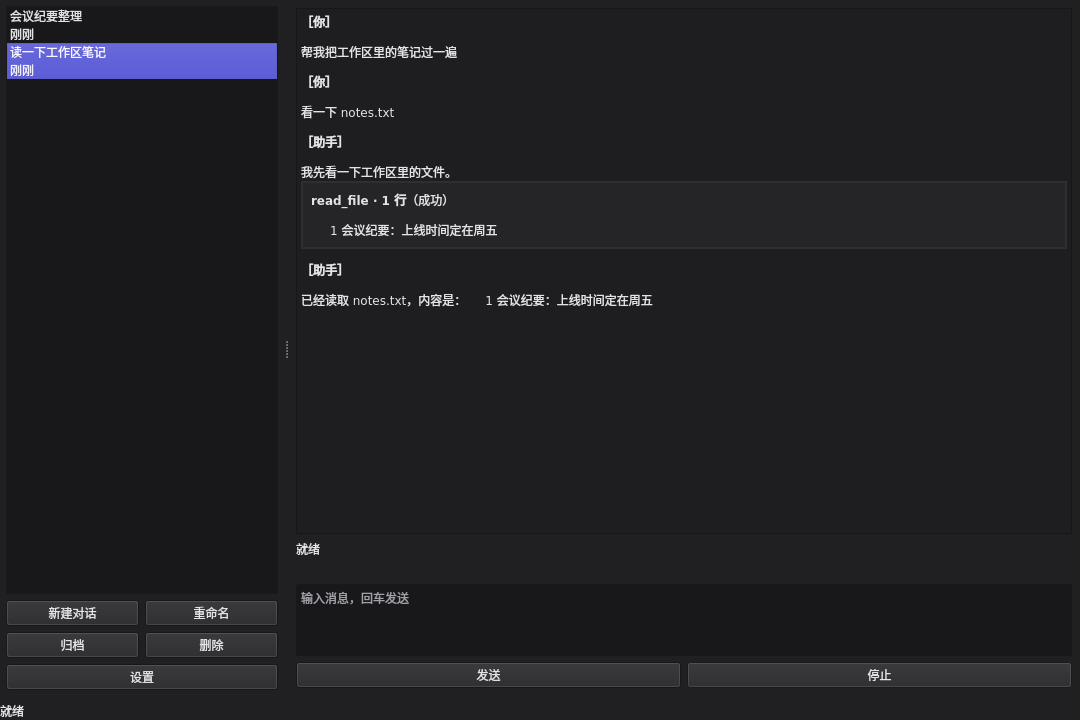 会议纪要整理
刚刚
读一下工作区笔记
刚刚
新建对话
重命名
归档
删除
设置
就绪
[你]
帮我把工作区里的笔记过一遍
[你]
看一下 notes.txt
[助手]
我先看一下工作区里的文件。
read_file · 1 行（成功）
1 会议纪要：上线时间定在周五
[助手]
已经读取 notes.txt，内容是： 1 会议纪要：上线时间定在周五
就绪
输入消息，回车发送
发送
停止